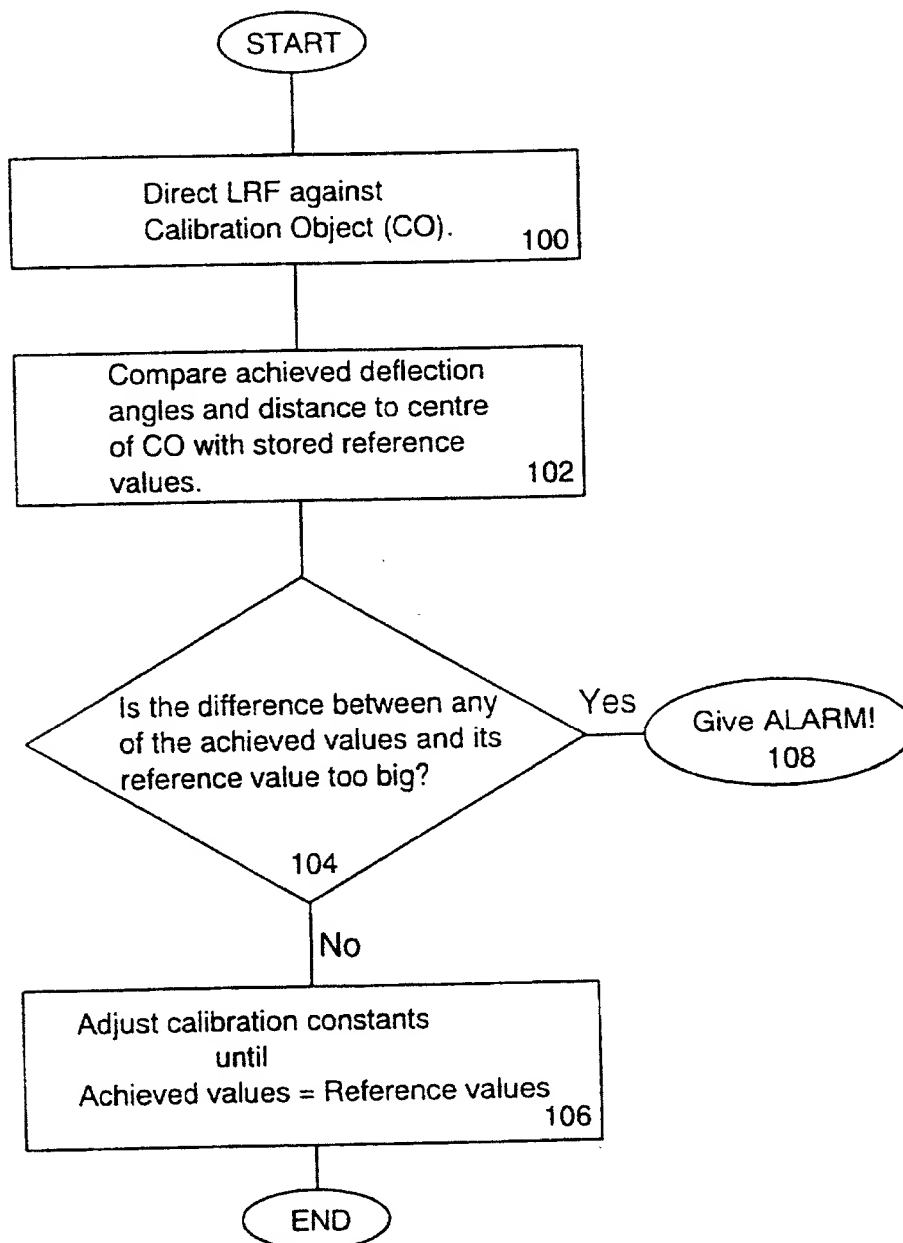 START
Direct LRF against
Calibration Object (CO).
100
Compare achieved deflection
angles and distance to centre
of CO with stored reference
values.
102
Is the difference between any
of the achieved values and its
reference value too big?
104
Yes
Give ALARM!
108
No
Adjust calibration constants
until
Achieved values = Reference values
106
END